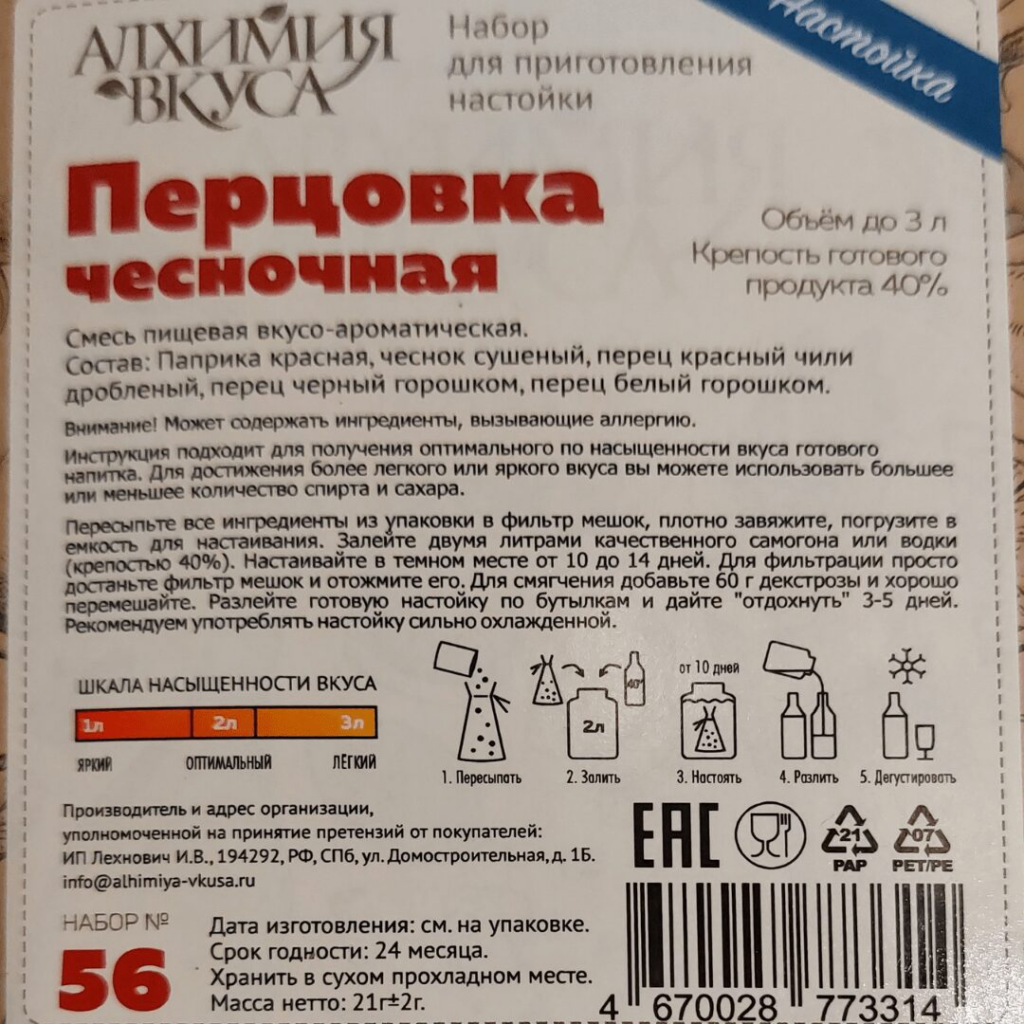 АЛХИМИЯ
ВКУСА
Набор
для приготовления
настойки
Настойка
Перцовка
чесночная
Объём до 3 л
Крепость готового
продукта 40%
Смесь пищевая вкусо-ароматическая.
Состав: Паприка красная, чеснок сушеный, перец красный чили
дробленый, перец черный горошком, перец белый горошком.
Внимание! Может содержать ингредиенты, вызывающие аллергию.
Инструкция подходит для получения оптимального по насыщенности вкуса готового
напитка. Для достижения более легкого или яркого вкуса вы можете использовать большее
или меньшее количество спирта и сахара.
Пересыпьте все ингредиенты из упаковки в фильтр мешок, плотно завяжите, погрузите в
емкость для настаивания. Залейте двумя литрами качественного самогона или водки
(крепостью 40%). Настаивайте в темном месте от 10 до 14 дней. Для фильтрации просто
достаньте фильтр мешок и отожмите его. Для смягчения добавьте 60 г декстрозы и хорошо
перемешайте. Разлейте готовую настойку по бутылкам и дайте "отдохнуть" 3-5 дней.
Рекомендуем употреблять настойку сильно охлажденной.
ШКАЛА НАСЫЩЕННОСТИ ВКУСА
1л 2л 3л
ЯРКИЙ ОПТИМАЛЬНЫЙ ЛЁГКИЙ
40°
2л
от 10 дней
1. Пересыпать 2. Залить 3. Настоять 4. Разлить 5. Дегустировать
Производитель и адрес организации,
уполномоченной на принятие претензий от покупателей:
ИП Лехнович И.В., 194292, РФ, СПб, ул. Домостроительная, д. 1Б.
info@alhimiya-vkusa.ru
EAC
21
PAP
07
PET/PE
НАБОР №
56
Дата изготовления: см. на упаковке.
Срок годности: 24 месяца.
Хранить в сухом прохладном месте.
Масса нетто: 21г±2г.
4 670028 773314